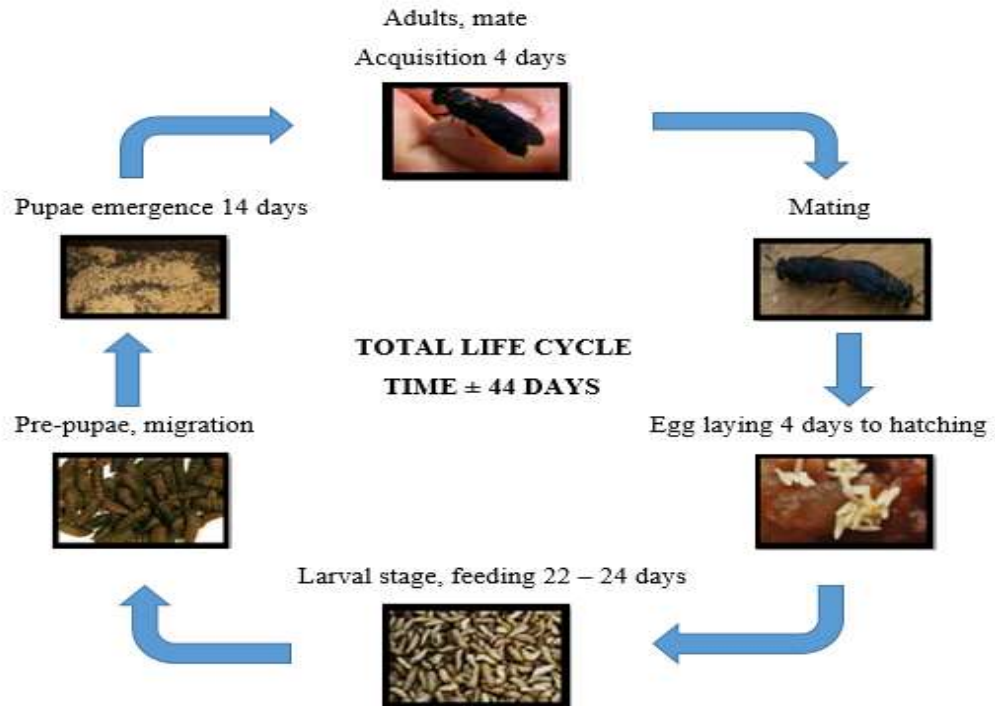 Adults, mate
Acquisition 4 days
Mating
Egg laying 4 days to hatching
Larval stage, feeding 22 – 24 days
Pre-pupae, migration
Pupae emergence 14 days
TOTAL LIFE CYCLE
TIME ± 44 DAYS